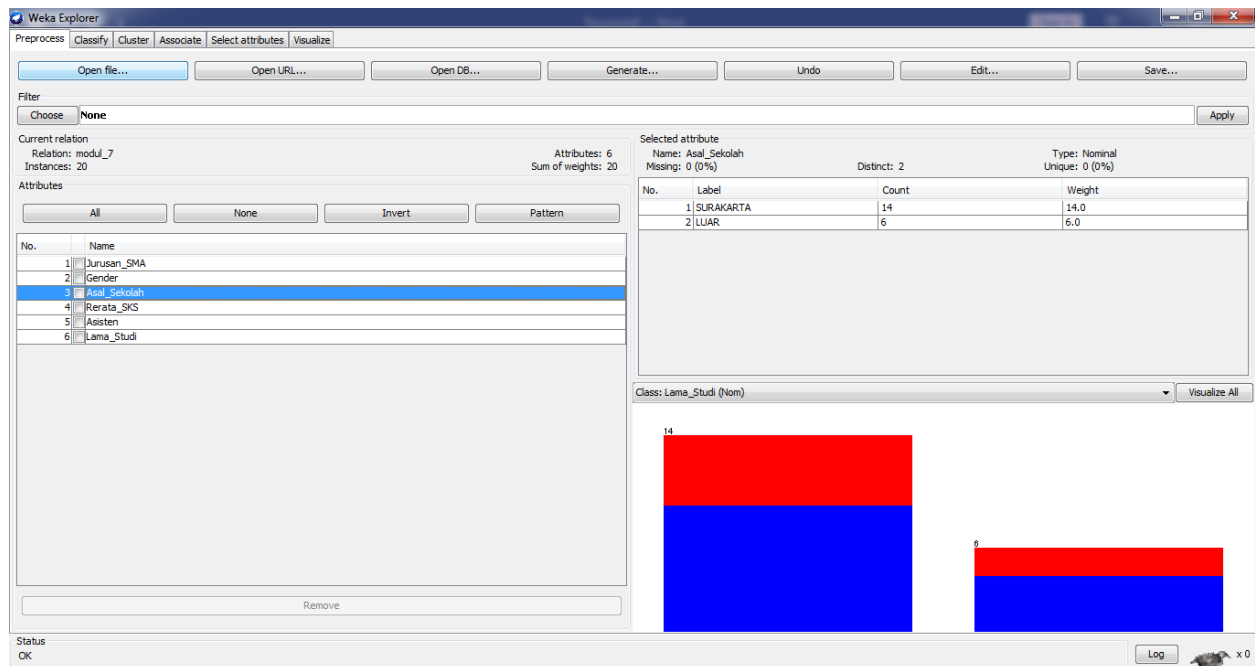 Weka Explorer
Preprocess Classify Cluster Associate Select attributes Visualize
Open file... Open URL... Open DB... Generate... Undo Edit... Save...
Filter
Choose None Apply
Current relation
Relation: modul_7 Attributes: 6
Instances: 20 Sum of weights: 20
Attributes
All None Invert Pattern
No. Name
1 Jurusan_SMA
2 Gender
3 Asal_Sekolah
4 Rerata_SKS
5 Asisten
6 Lama_Studi
Remove
Selected attribute
Name: Asal_Sekolah Type: Nominal
Missing: 0 (0%) Distinct: 2 Unique: 0 (0%)
No. Label Count Weight
1 SURAKARTA 14 14.0
2 LUAR 6 6.0
Class: Lama_Studi (Nom) Visualize All
14
6
Status
OK
Log x 0